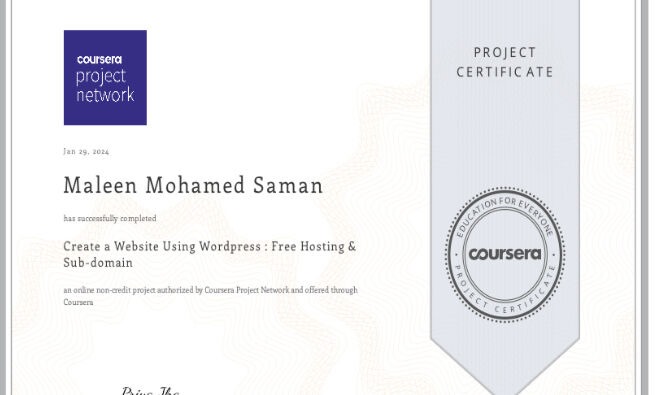 coursera
project
network
PROJECT
CERTIFICATE
Jan 29, 2024
Maleen Mohamed Saman
has successfully completed
Create a Website Using Wordpress : Free Hosting &
Sub-domain
an online non-credit project authorized by Coursera Project Network and offered through
Coursera
EDUCATION FOR EVERYONE
coursera
PROJECT CERTIFICATE